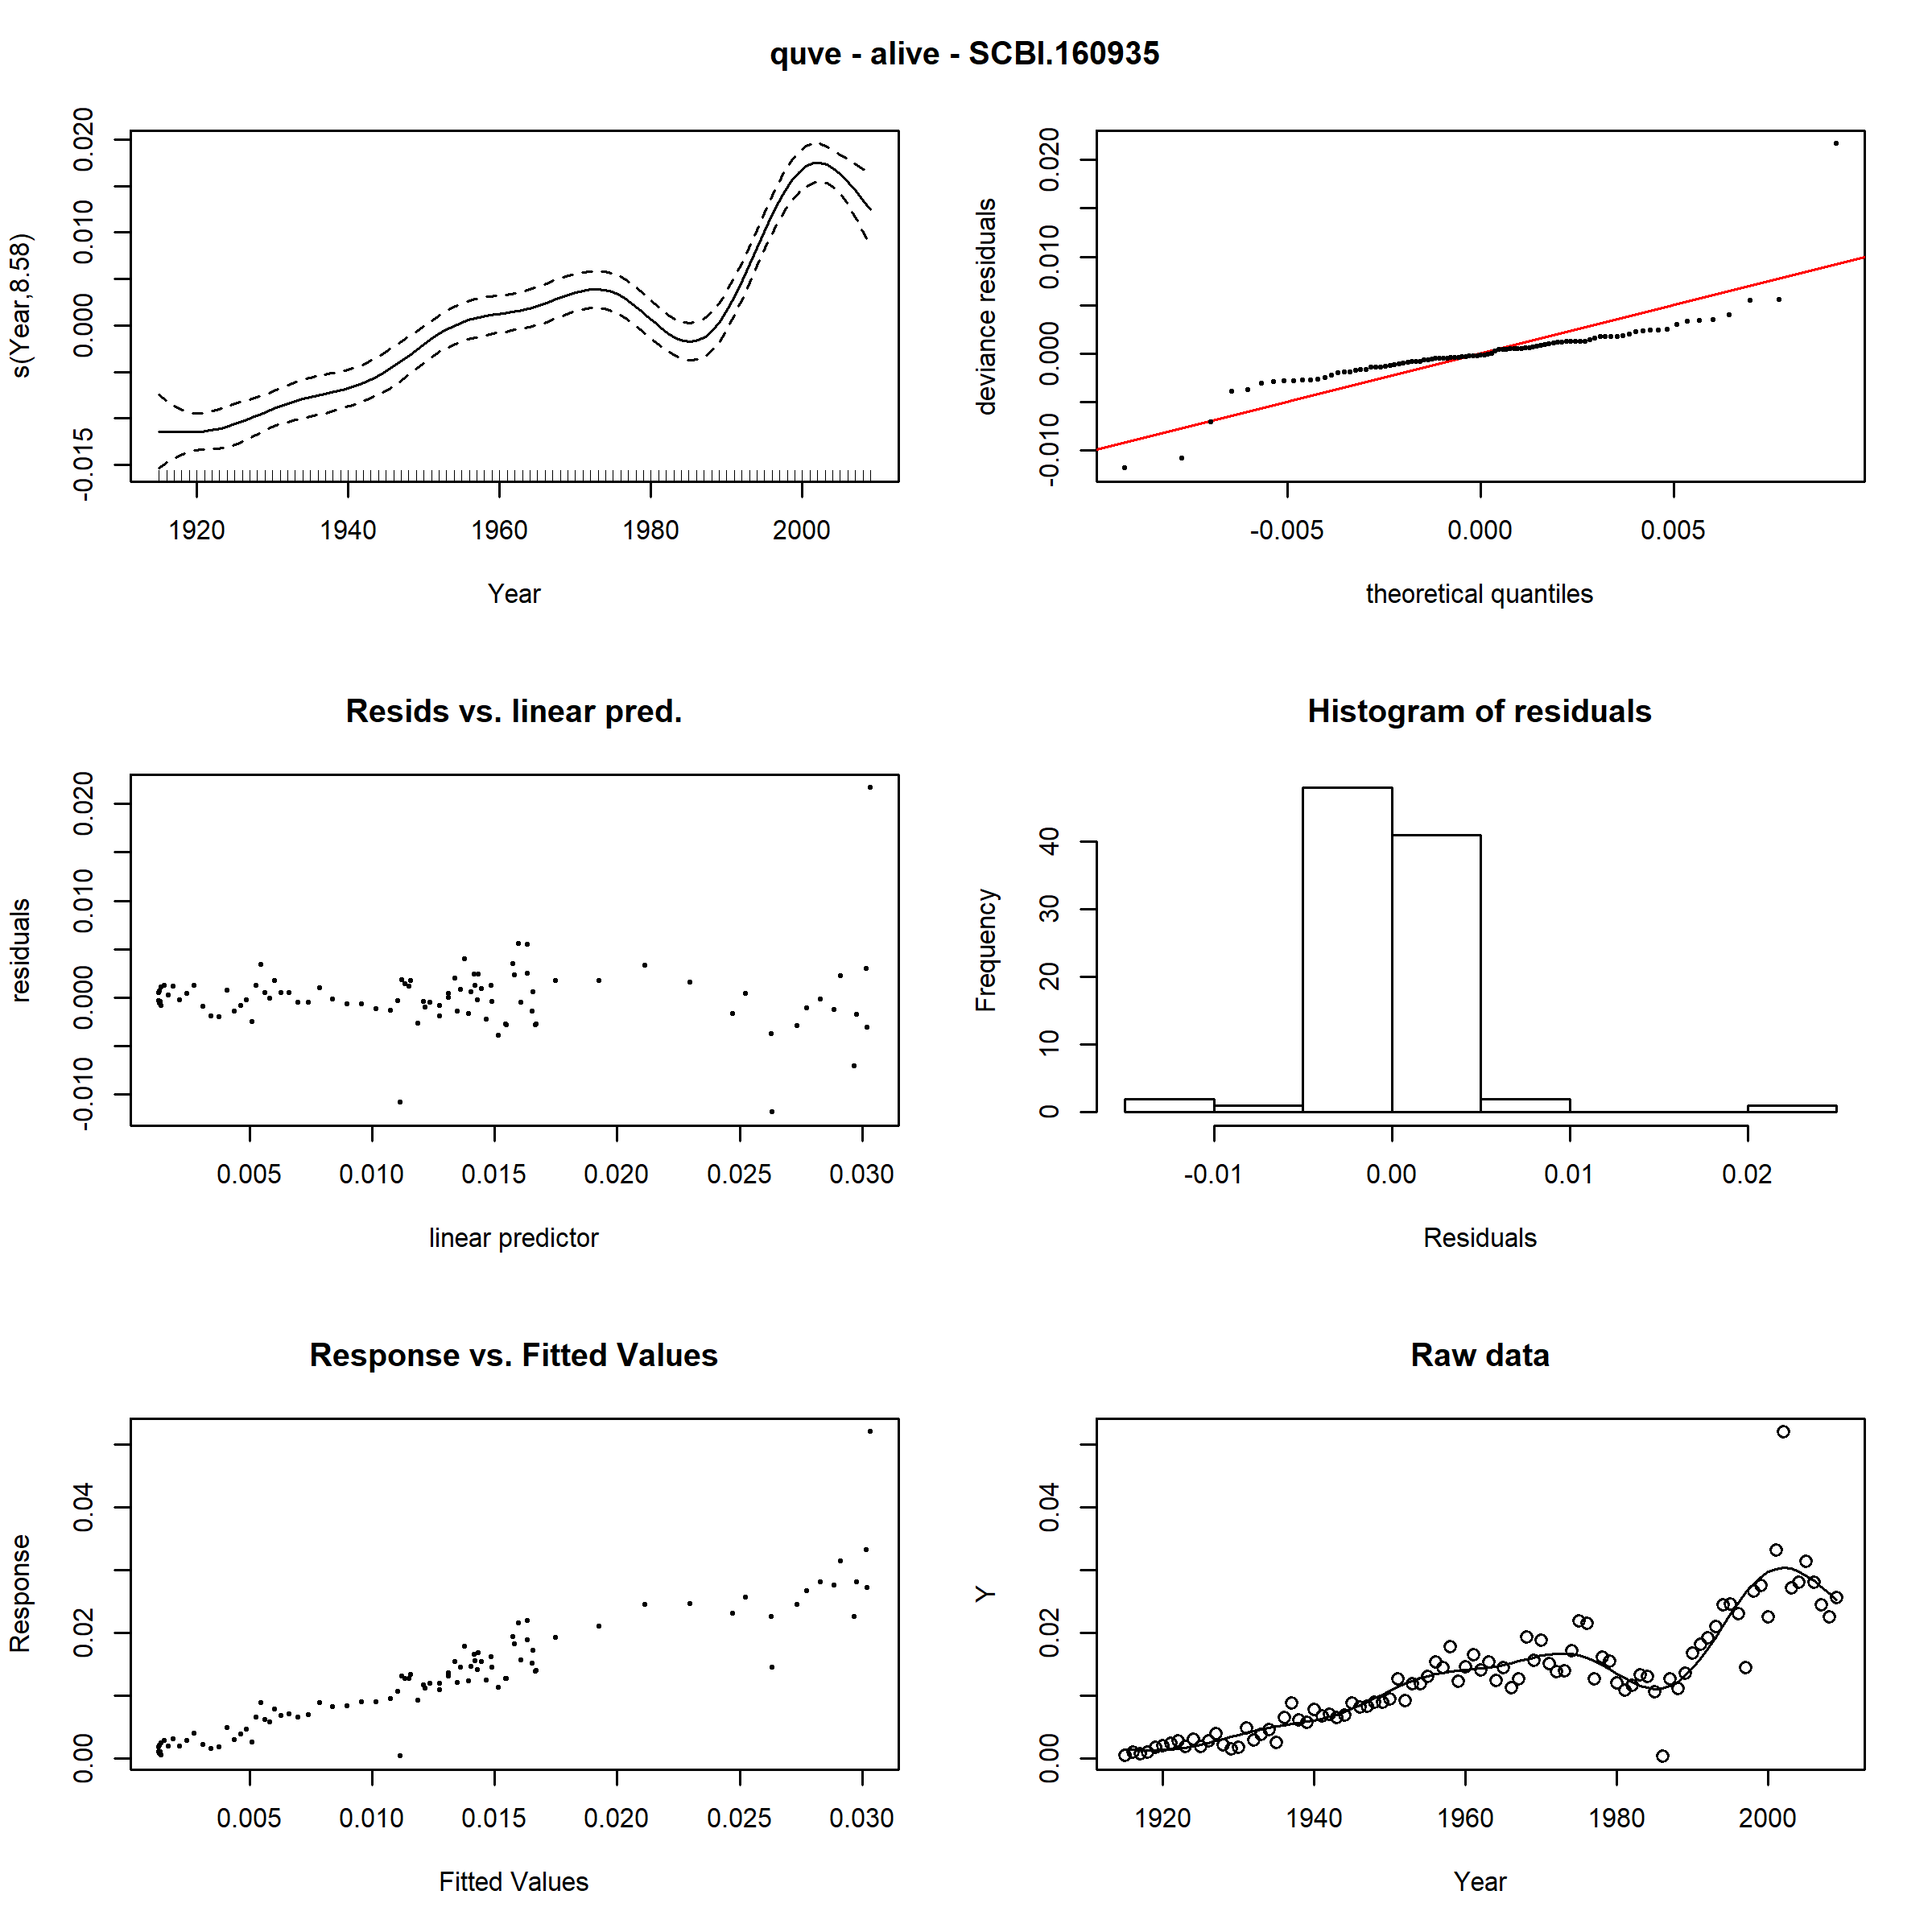 quve - alive - SCBI.160935
s(Year,8.58)
-0.015 0.000 0.010 0.020
1920 1940 1960 1980 2000
Year
deviance residuals
-0.010 0.000 0.010 0.020
-0.005 0.000 0.005
theoretical quantiles
Resids vs. linear pred.
residuals
-0.010 0.000 0.010 0.020
0.005 0.010 0.015 0.020 0.025 0.030
linear predictor
Histogram of residuals
Frequency
0 10 20 30 40
-0.01 0.00 0.01 0.02
Residuals
Response vs. Fitted Values
Response
0.00 0.02 0.04
0.005 0.010 0.015 0.020 0.025 0.030
Fitted Values
Raw data
Y
0.00 0.02 0.04
1920 1940 1960 1980 2000
Year